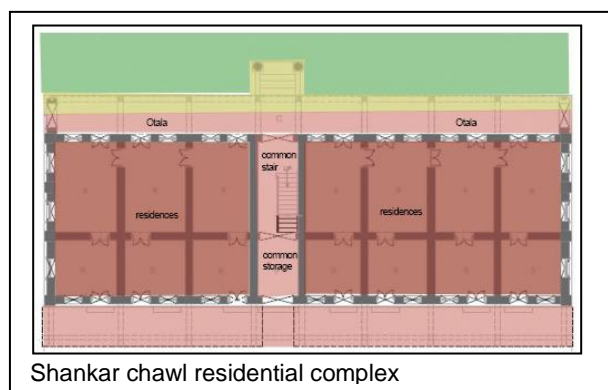 Otala
Otala
common
stair
residences
residences
common
storage
Shankar chawl residential complex